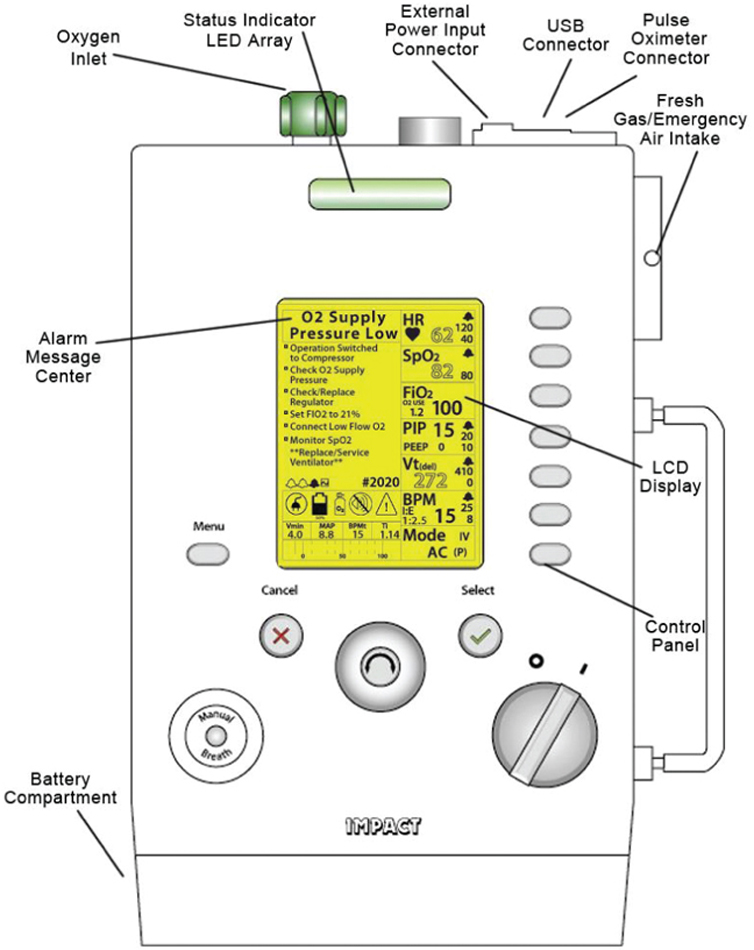 Oxygen
Inlet
Status Indicator
LED Array
External
Power Input
Connector
USB
Connector
Pulse
Oximeter
Connector
Fresh
Gas/Emergency
Air Intake
Alarm
Message
Center
O2 Supply
Pressure Low
Operation Switched
to Compressor
Check O2 Supply
Pressure
Check/Replace
Regulator
Set FIO2 to 21%
Connect Low Flow O2
Monitor SpO2
**Replace/Service
Ventilator**
#2020
O2
Vmin MAP BPMt TI
4.0 8.8 15 1.14
0 50 100
HR 62 120 40
SpO2 82 80
FiO2
O2 USE
1.2 100
PIP 15 20
PEEP 0 10
Vt(del) 410
272 0
BPM 25
I:E
1:2.5 15 8
Mode IV
AC (P)
LCD
Display
Menu
Cancel
Select
Control
Panel
Manual
Breath
Battery
Compartment
IMPACT